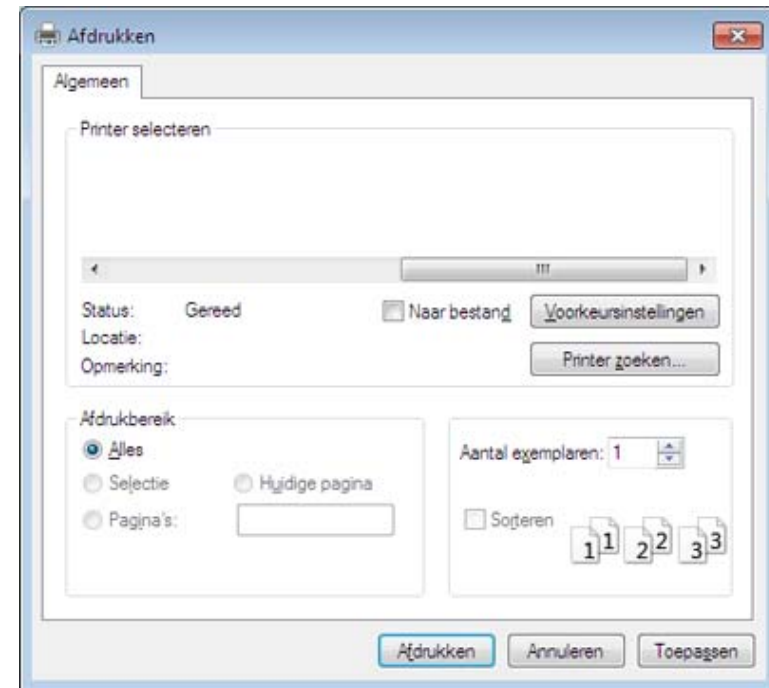 Afdrukken
Algemeen
Printer selecteren
Status: Gereed
Naar bestand
Voorkeursinstellingen
Locatie:
Opmerking:
Printer zoeken...
Afdrukbereik
Alles
Selectie
Huidige pagina
Pagina's:
Aantal exemplaren: 1
Sorteren
1 1 2 2 3 3
Afdrukken Annuleren Toepassen